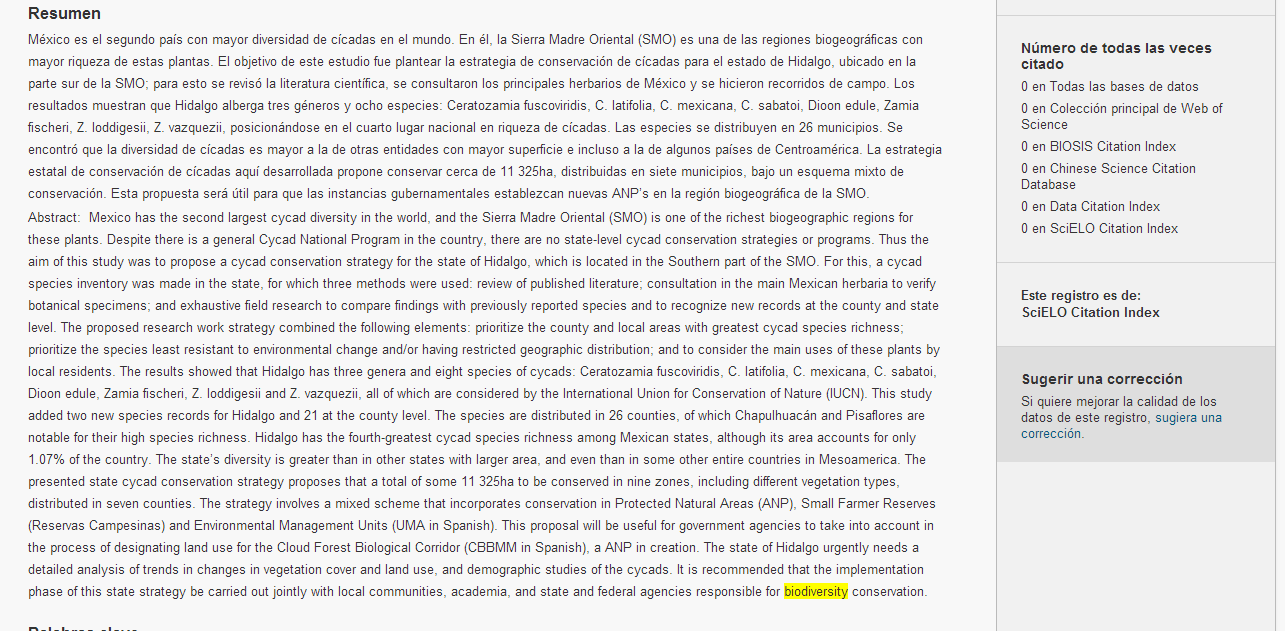 Resumen
México es el segundo país con mayor diversidad de cícadas en el mundo. En él, la Sierra Madre Oriental (SMO) es una de las regiones biogeográficas con
mayor riqueza de estas plantas. El objetivo de este estudio fue plantear la estrategia de conservación de cícadas para el estado de Hidalgo, ubicado en la
parte sur de la SMO; para esto se revisó la literatura científica, se consultaron los principales herbarios de México y se hicieron recorridos de campo. Los
resultados muestran que Hidalgo alberga tres géneros y ocho especies: Ceratozamia fuscoviridis, C. latifolia, C. mexicana, C. sabatoi, Dioon edule, Zamia
fischeri, Z. loddigesii, Z. vazquezii, posicionándose en el cuarto lugar nacional en riqueza de cícadas. Las especies se distribuyen en 26 municipios. Se
encontró que la diversidad de cícadas es mayor a la de otras entidades con mayor superficie e incluso a la de algunos países de Centroamérica. La estrategia
estatal de conservación de cícadas aquí desarrollada propone conservar cerca de 11 325ha, distribuidas en siete municipios, bajo un esquema mixto de
conservación. Esta propuesta será útil para que las instancias gubernamentales establezcan nuevas ANP's en la región biogeográfica de la SMO.
Abstract: Mexico has the second largest cycad diversity in the world, and the Sierra Madre Oriental (SMO) is one of the richest biogeographic regions for
these plants. Despite there is a general Cycad National Program in the country, there are no state-level cycad conservation strategies or programs. Thus the
aim of this study was to propose a cycad conservation strategy for the state of Hidalgo, which is located in the Southern part of the SMO. For this, a cycad
species inventory was made in the state, for which three methods were used: review of published literature; consultation in the main Mexican herbaria to verify
botanical specimens; and exhaustive field research to compare findings with previously reported species and to recognize new records at the county and state
level. The proposed research work strategy combined the following elements: prioritize the county and local areas with greatest cycad species richness;
prioritize the species least resistant to environmental change and/or having restricted geographic distribution; and to consider the main uses of these plants by
local residents. The results showed that Hidalgo has three genera and eight species of cycads: Ceratozamia fuscoviridis, C. latifolia, C. mexicana, C. sabatoi,
Dioon edule, Zamia fischeri, Z. loddigesii and Z. vazquezii, all of which are considered by the International Union for Conservation of Nature (IUCN). This study
added two new species records for Hidalgo and 21 at the county level. The species are distributed in 26 counties, of which Chapulhuacán and Pisaflores are
notable for their high species richness. Hidalgo has the fourth-greatest cycad species richness among Mexican states, although its area accounts for only
1.07% of the country. The state's diversity is greater than in other states with larger area, and even than in some other entire countries in Mesoamerica. The
presented state cycad conservation strategy proposes that a total of some 11 325ha to be conserved in nine zones, including different vegetation types,
distributed in seven counties. The strategy involves a mixed scheme that incorporates conservation in Protected Natural Areas (ANP), Small Farmer Reserves
(Reservas Campesinas) and Environmental Management Units (UMA in Spanish). This proposal will be useful for government agencies to take into account in
the process of designating land use for the Cloud Forest Biological Corridor (CBBMM in Spanish), a ANP in creation. The state of Hidalgo urgently needs a
detailed analysis of trends in changes in vegetation cover and land use, and demographic studies of the cycads. It is recommended that the implementation
phase of this state strategy be carried out jointly with local communities, academia, and state and federal agencies responsible for biodiversity conservation.
Palabras clave
Número de todas las veces
citado
0 en Todas las bases de datos
0 en Colección principal de Web of
Science
0 en BIOSIS Citation Index
0 en Chinese Science Citation
Database
0 en Data Citation Index
0 en SciELO Citation Index
Este registro es de:
SciELO Citation Index
Sugerir una corrección
Si quiere mejorar la calidad de los
datos de este registro, sugiera una
corrección.